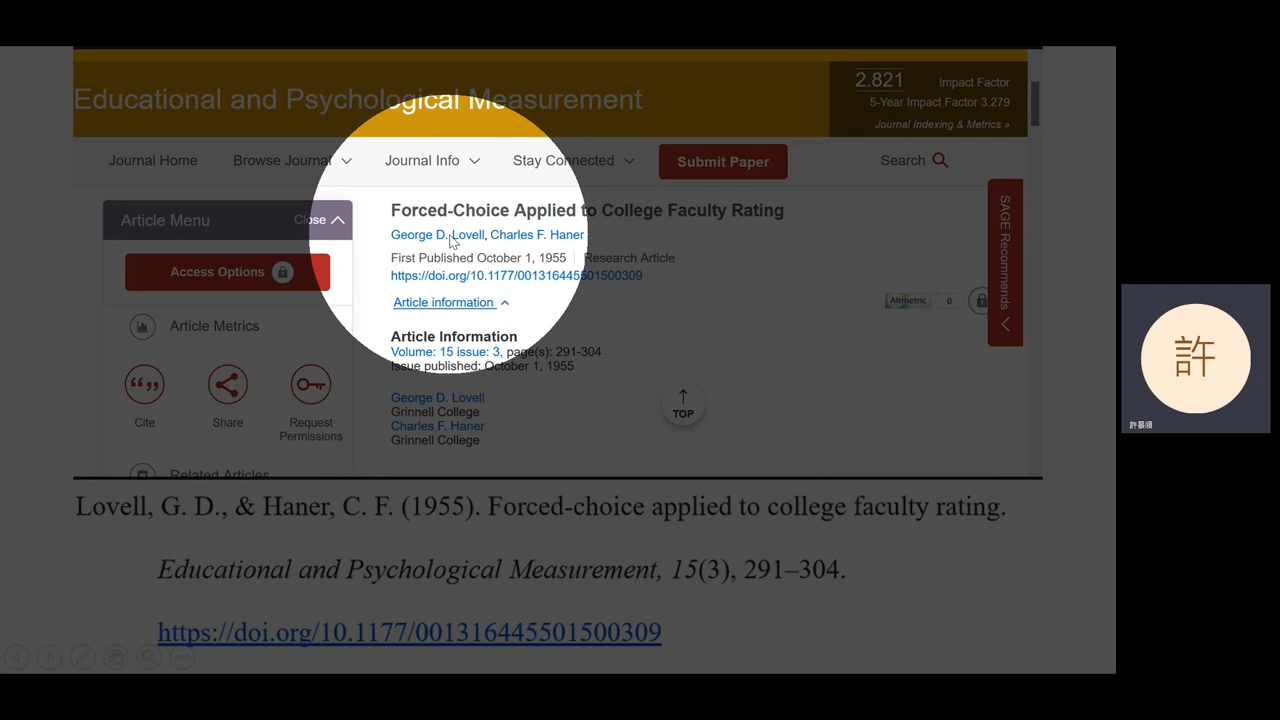 Educational and Psychological Measurement
2.821 Impact Factor
5-Year Impact Factor 3.279
Journal Indexing & Metrics »
Journal Home Browse Journal Journal Info Stay Connected Submit Paper Search
Article Menu Close
Access Options
Article Metrics
Cite Share Request Permissions
Related Articles
Forced-Choice Applied to College Faculty Rating
George D. Lovell, Charles F. Haner
First Published October 1, 1955 Research Article
https://doi.org/10.1177/001316445501500309
Article information
Altmetric 0
Article Information
Volume: 15 issue: 3, page(s): 291-304
Issue published: October 1, 1955
George D. Lovell
Grinnell College
Charles F. Haner
Grinnell College
TOP
SAGE Recommends
Lovell, G. D., & Haner, C. F. (1955). Forced-choice applied to college faculty rating.
Educational and Psychological Measurement, 15(3), 291–304.
https://doi.org/10.1177/001316445501500309
許
許景順